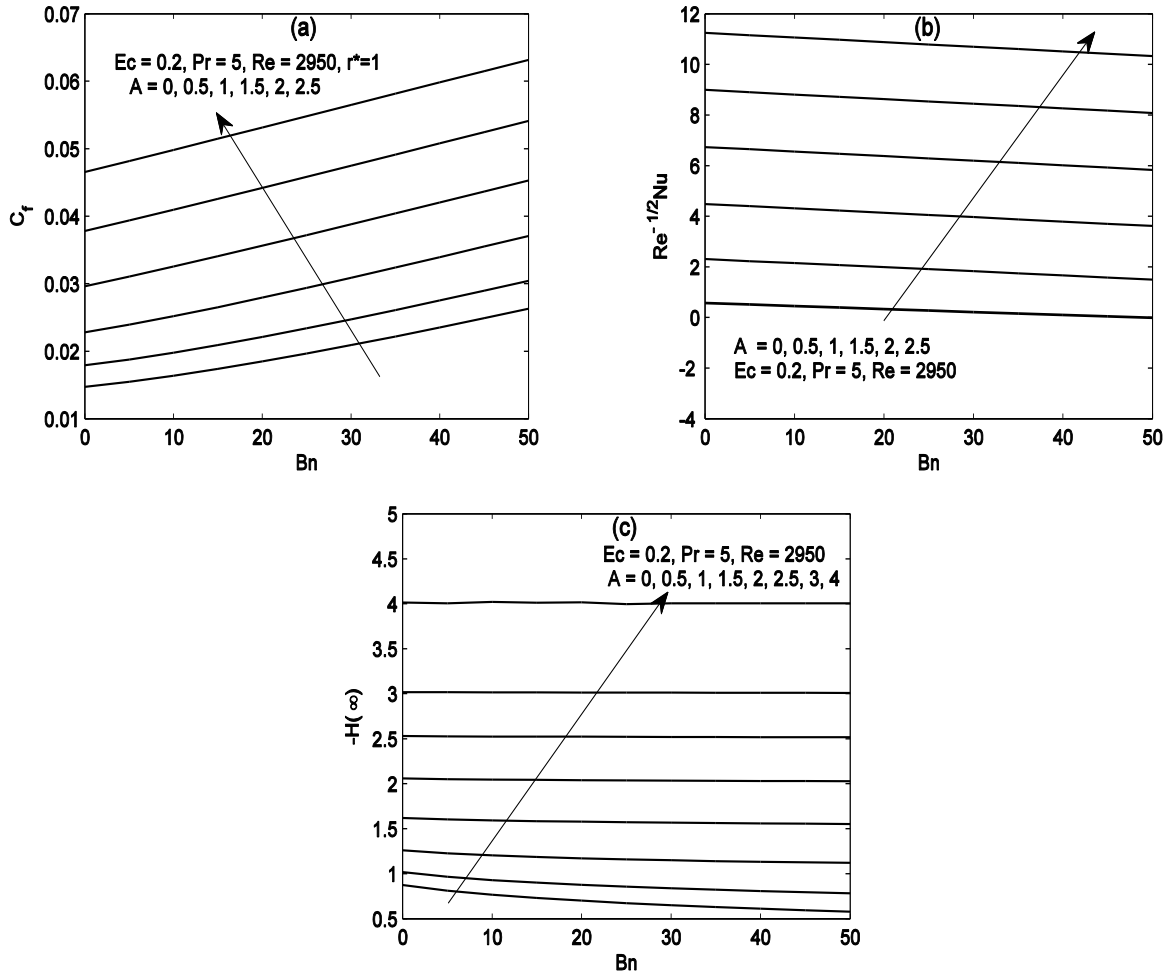 (a)
Ec = 0.2, Pr = 5, Re = 2950, r*=1
A = 0, 0.5, 1, 1.5, 2, 2.5
0.07
0.06
0.05
0.04
0.03
0.02
0.01
C_f
0 10 20 30 40 50
Bn
(b)
12
10
8
6
4
2
0
-2
-4
Re^-1/2Nu
A = 0, 0.5, 1, 1.5, 2, 2.5
Ec = 0.2, Pr = 5, Re = 2950
0 10 20 30 40 50
Bn
(c)
Ec = 0.2, Pr = 5, Re = 2950
A = 0, 0.5, 1, 1.5, 2, 2.5, 3, 4
5
4.5
4
3.5
3
2.5
2
1.5
1
0.5
-H(∞)
0 10 20 30 40 50
Bn